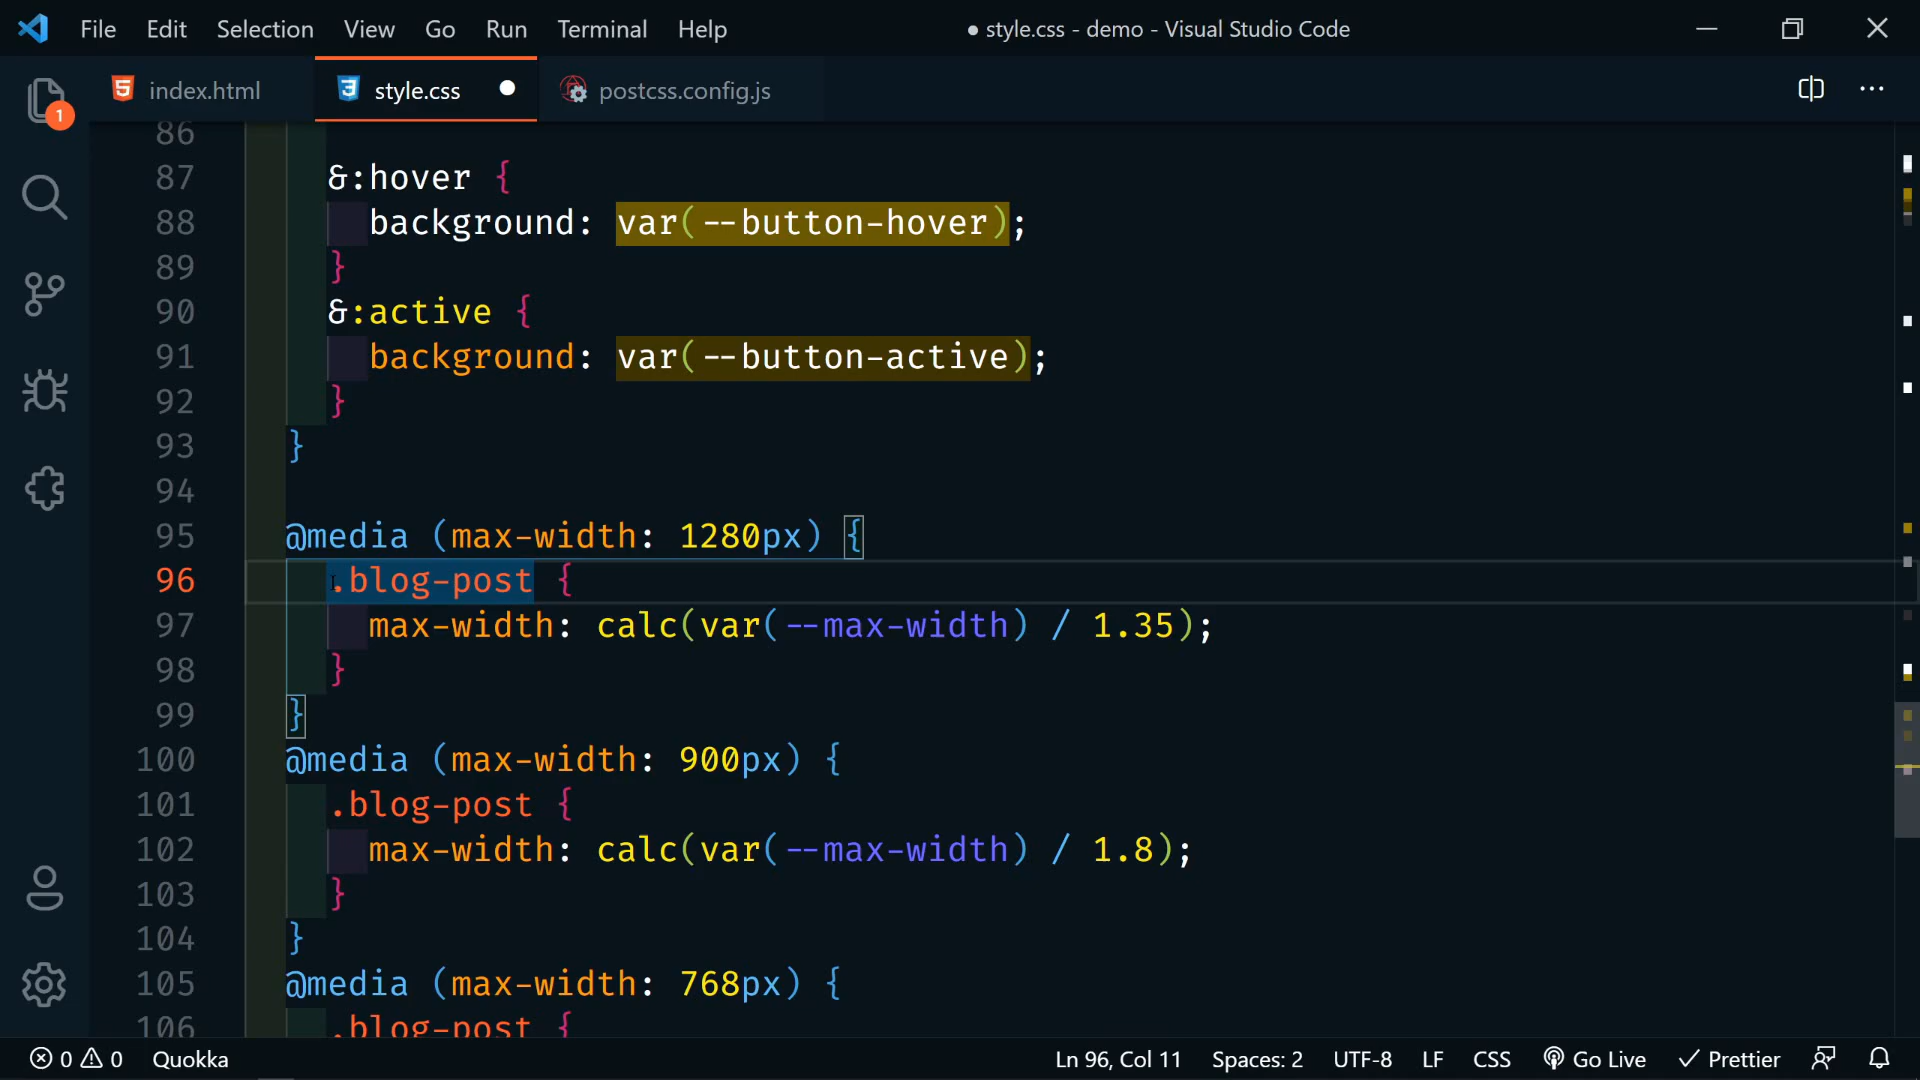 File Edit Selection View Go Run Terminal Help ● style.css - demo - Visual Studio Code
index.html style.css postcss.config.js
1
86
87 &:hover {
88 background: var(--button-hover);
89 }
90 &:active {
91 background: var(--button-active);
92 }
93 }
94
95 @media (max-width: 1280px) {
96 .blog-post {
97 max-width: calc(var(--max-width) / 1.35);
98 }
99 }
100 @media (max-width: 900px) {
101 .blog-post {
102 max-width: calc(var(--max-width) / 1.8);
103 }
104 }
105 @media (max-width: 768px) {
106 .blog-post {
0 0 Quokka Ln 96, Col 11 Spaces: 2 UTF-8 LF CSS Go Live Prettier